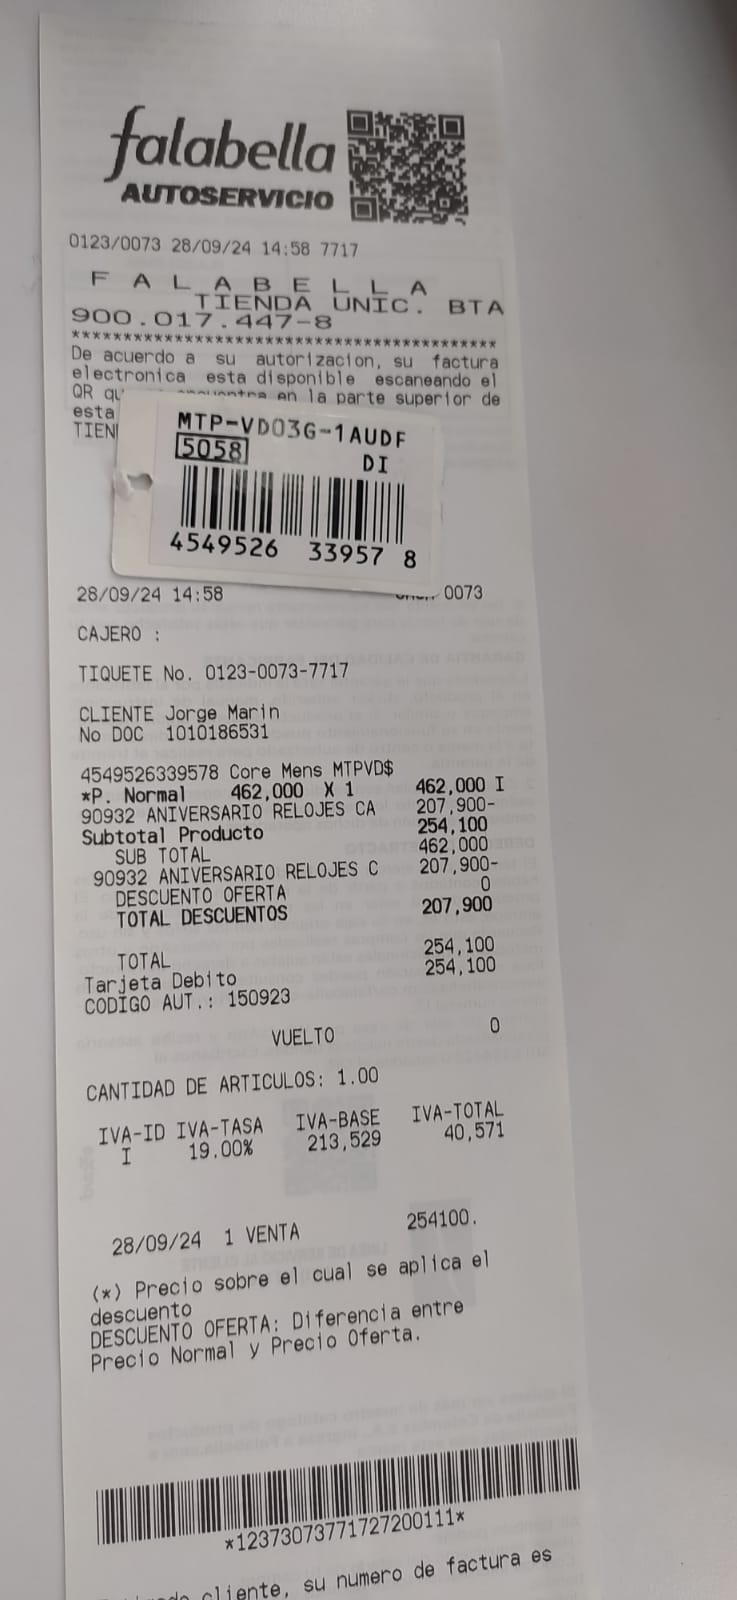 falabella
AUTOSERVICIO
0123/0073 28/09/24 14:58 7717
F A L A B E L L A
TIENDA UNIC. BTA
900.017.447-8
*****************************************
De acuerdo a su autorizacion, su factura
electronica esta disponible escaneando el
QR en la parte superior de
esta
MTP-VD03G-1AUDF
5058
DI
4549526 33957 8
28/09/24 14:58 0073
CAJERO :
TIQUETE No. 0123-0073-7717
CLIENTE Jorge Marin
No DOC 1010186531
4549526339578 Core Mens MTPVD$
*P. Normal 462,000 X 1 462,000 I
90932 ANIVERSARIO RELOJES CA 207,900-
Subtotal Producto 254,100
SUB TOTAL 462,000
90932 ANIVERSARIO RELOJES C 207,900-
DESCUENTO OFERTA 0
TOTAL DESCUENTOS 207,900
TOTAL 254,100
Tarjeta Debito 254,100
CODIGO AUT.: 150923
VUELTO 0
CANTIDAD DE ARTICULOS: 1.00
IVA-ID IVA-TASA IVA-BASE IVA-TOTAL
I 19.00% 213,529 40,571
28/09/24 1 VENTA 254100.
(*) Precio sobre el cual se aplica el
descuento
DESCUENTO OFERTA: Diferencia entre
Precio Normal y Precio Oferta.
*123730737717272001​11*
cliente, su numero de factura es